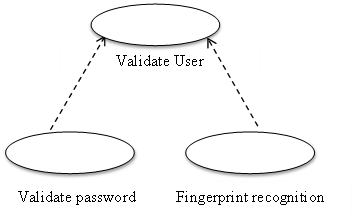 Validate User
Validate password
Fingerprint recognition